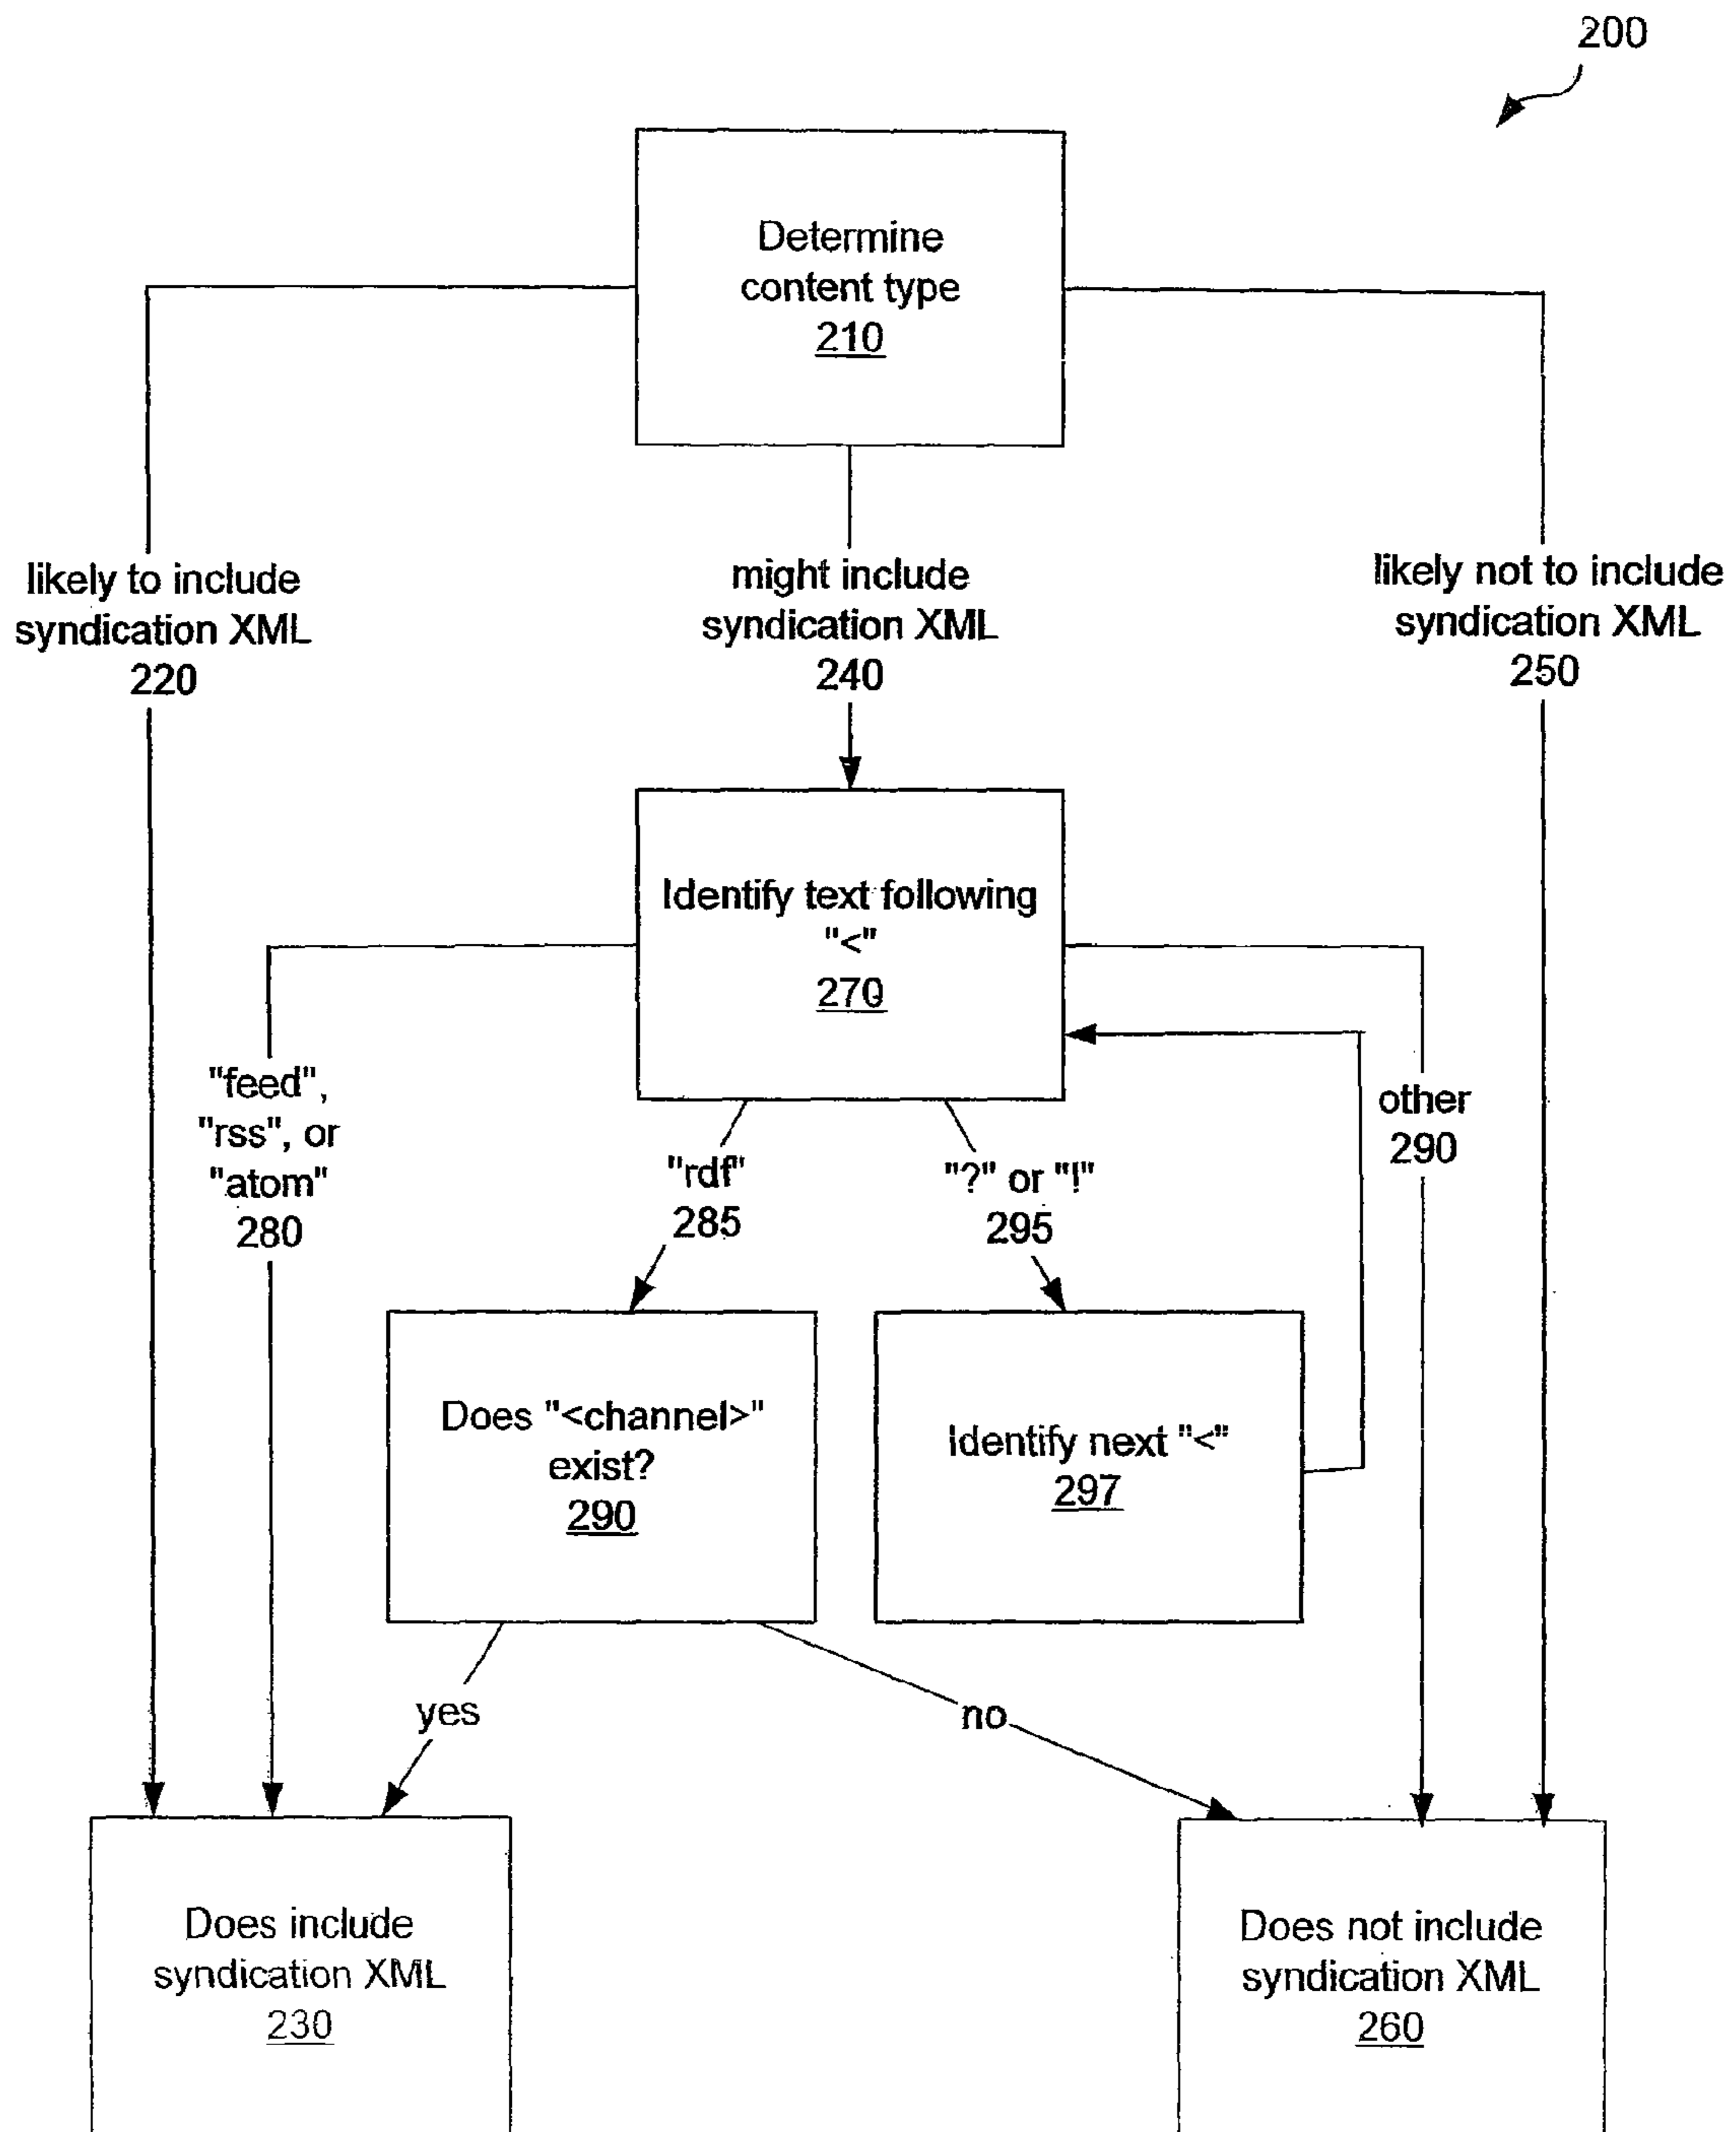 200
Determine
content type
210
likely to include
syndication XML
220
might include
syndication XML
240
likely not to include
syndication XML
250
Identify text following
"<"
270
"feed",
"rss", or
"atom"
280
"rdf"
285
"?" or "!"
295
other
290
Does "<channel>"
exist?
290
Identify next "<"
297
yes
no
Does include
syndication XML
230
Does not include
syndication XML
260